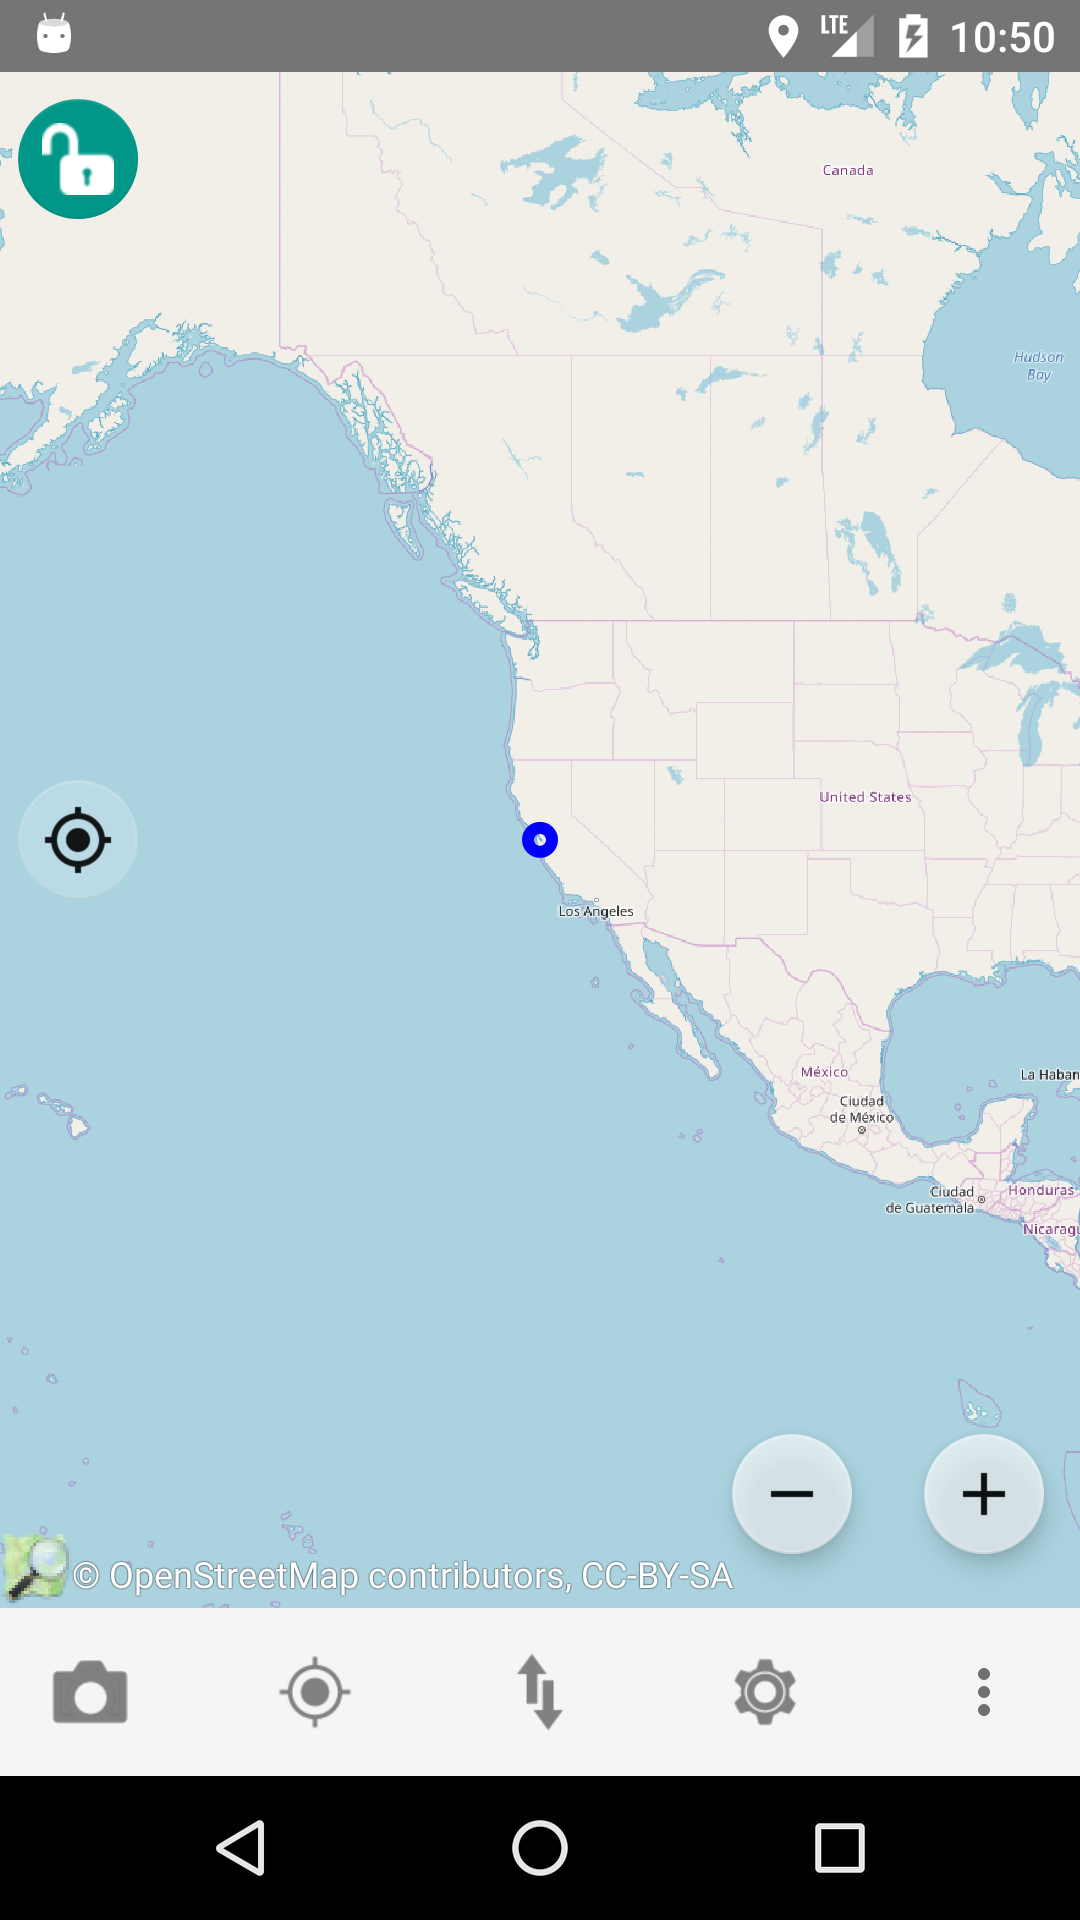 LTE
10:50
Canada
Hudson
Bay
United States
Los Angeles
México
La Haban
Ciudad
de México
Ciudad
de Guatemala
Honduras
Nicaragu
© OpenStreetMap contributors, CC-BY-SA